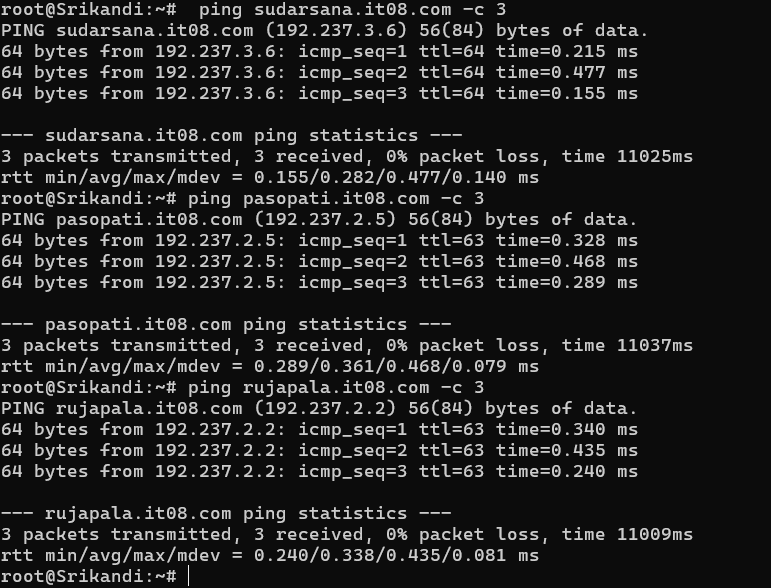 root@Srikandi:~#  ping sudarsana.it08.com -c 3
PING sudarsana.it08.com (192.237.3.6) 56(84) bytes of data.
64 bytes from 192.237.3.6: icmp_seq=1 ttl=64 time=0.215 ms
64 bytes from 192.237.3.6: icmp_seq=2 ttl=64 time=0.477 ms
64 bytes from 192.237.3.6: icmp_seq=3 ttl=64 time=0.155 ms

--- sudarsana.it08.com ping statistics ---
3 packets transmitted, 3 received, 0% packet loss, time 11025ms
rtt min/avg/max/mdev = 0.155/0.282/0.477/0.140 ms
root@Srikandi:~# ping pasopati.it08.com -c 3
PING pasopati.it08.com (192.237.2.5) 56(84) bytes of data.
64 bytes from 192.237.2.5: icmp_seq=1 ttl=63 time=0.328 ms
64 bytes from 192.237.2.5: icmp_seq=2 ttl=63 time=0.468 ms
64 bytes from 192.237.2.5: icmp_seq=3 ttl=63 time=0.289 ms

--- pasopati.it08.com ping statistics ---
3 packets transmitted, 3 received, 0% packet loss, time 11037ms
rtt min/avg/max/mdev = 0.289/0.361/0.468/0.079 ms
root@Srikandi:~# ping rujapala.it08.com -c 3
PING rujapala.it08.com (192.237.2.2) 56(84) bytes of data.
64 bytes from 192.237.2.2: icmp_seq=1 ttl=63 time=0.340 ms
64 bytes from 192.237.2.2: icmp_seq=2 ttl=63 time=0.435 ms
64 bytes from 192.237.2.2: icmp_seq=3 ttl=63 time=0.240 ms

--- rujapala.it08.com ping statistics ---
3 packets transmitted, 3 received, 0% packet loss, time 11009ms
rtt min/avg/max/mdev = 0.240/0.338/0.435/0.081 ms
root@Srikandi:~#